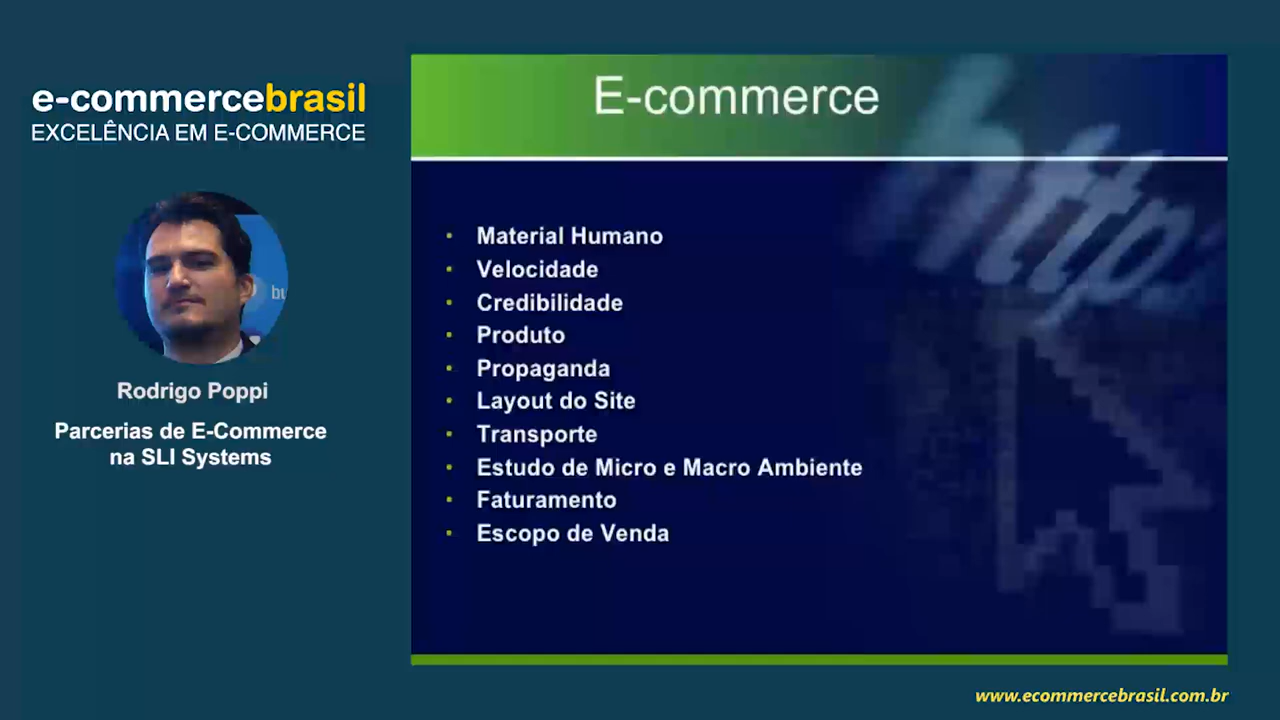 e-commercebrasil
EXCELÊNCIA EM E-COMMERCE
Rodrigo Poppi
Parcerias de E-Commerce
na SLI Systems
E-commerce
http:
• Material Humano
• Velocidade
• Credibilidade
• Produto
• Propaganda
• Layout do Site
• Transporte
• Estudo de Micro e Macro Ambiente
• Faturamento
• Escopo de Venda
www.ecommercebrasil.com.br